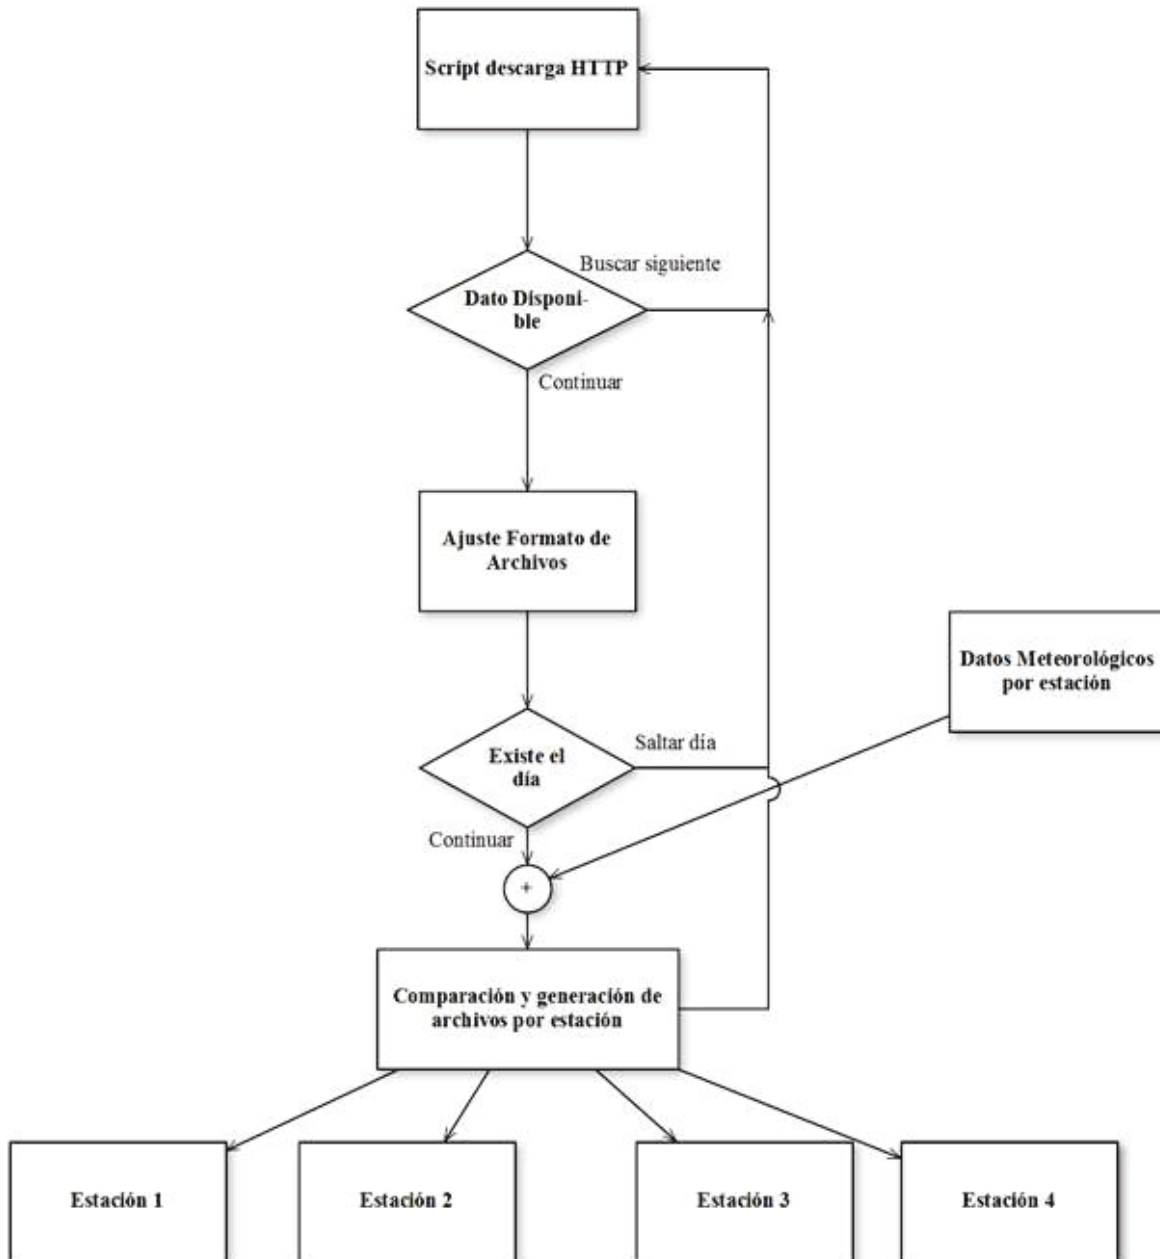 Script descarga HTTP
Buscar siguiente
Dato Disponi-
ble
Continuar
Ajuste Formato de
Archivos
Datos Meteorológicos
por estación
Saltar día
Existe el
día
Continuar
+
Comparación y generación de
archivos por estación
Estación 1
Estación 2
Estación 3
Estación 4